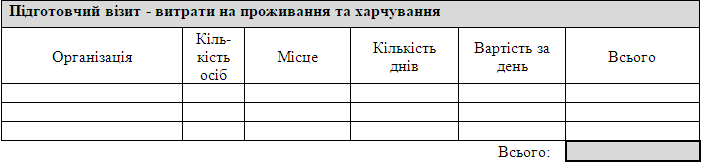 Підготовчий візит - витрати на проживання та харчування
Організація
Кіль-
кість
осіб
Місце
Кількість
днів
Вартість за
день
Всього
Всього: